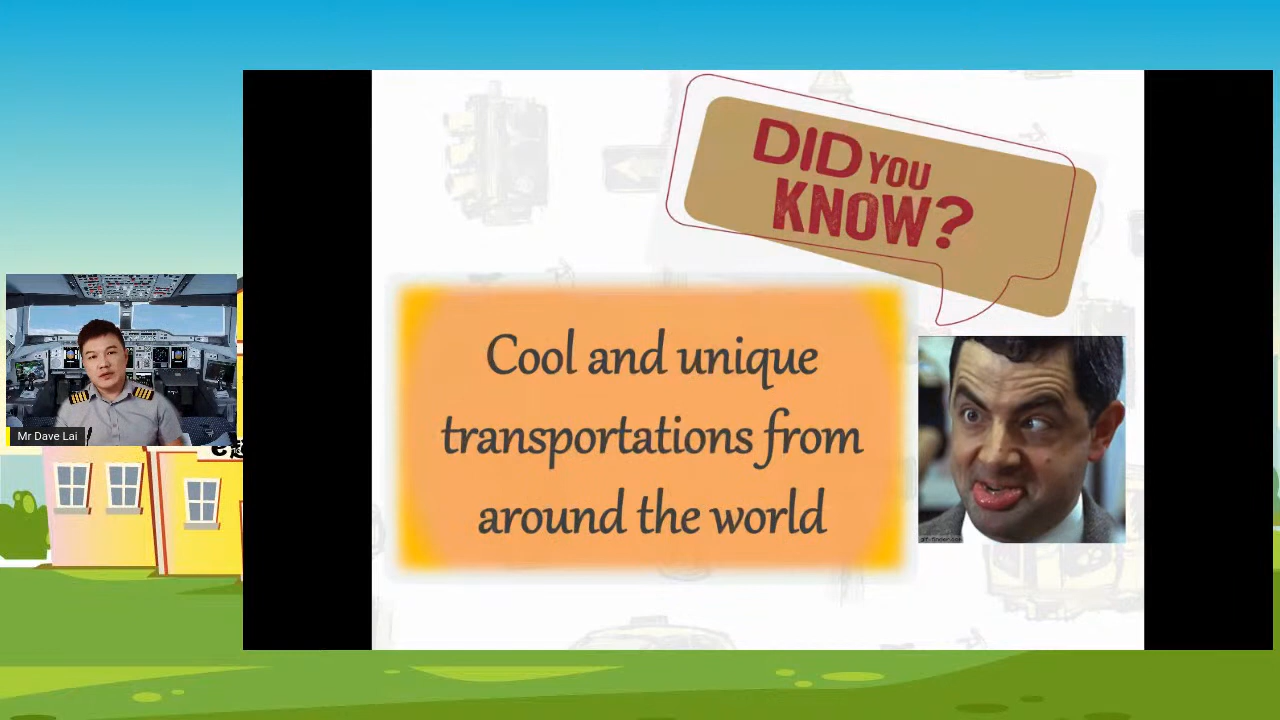 DID YOU
KNOW?
Cool and unique
transportations from
around the world
Mr Dave Lai